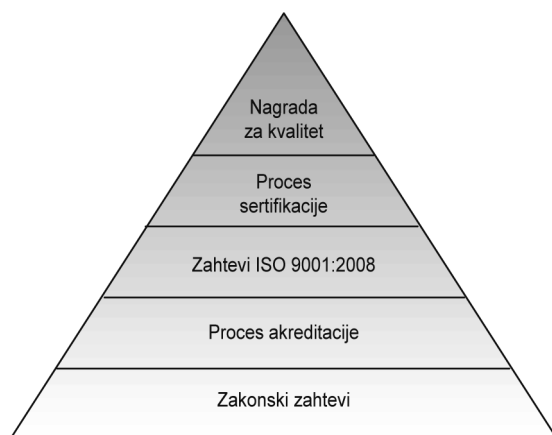 Nagrada
za kvalitet
Proces
sertifikacije
Zahtevi ISO 9001:2008
Proces akreditacije
Zakonski zahtevi